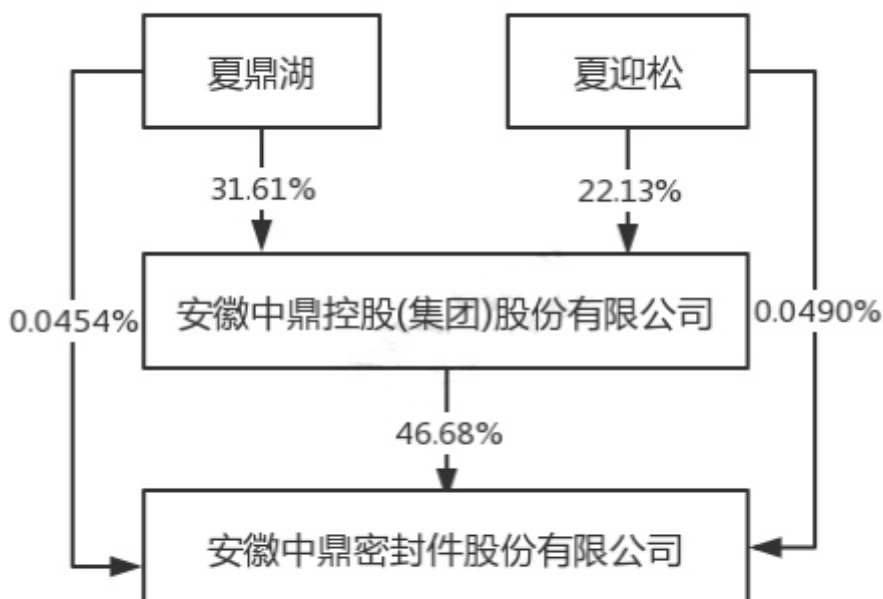 夏鼎湖
夏迎松
31.61%
22.13%
安徽中鼎控股(集团)股份有限公司
0.0454%
0.0490%
46.68%
安徽中鼎密封件股份有限公司